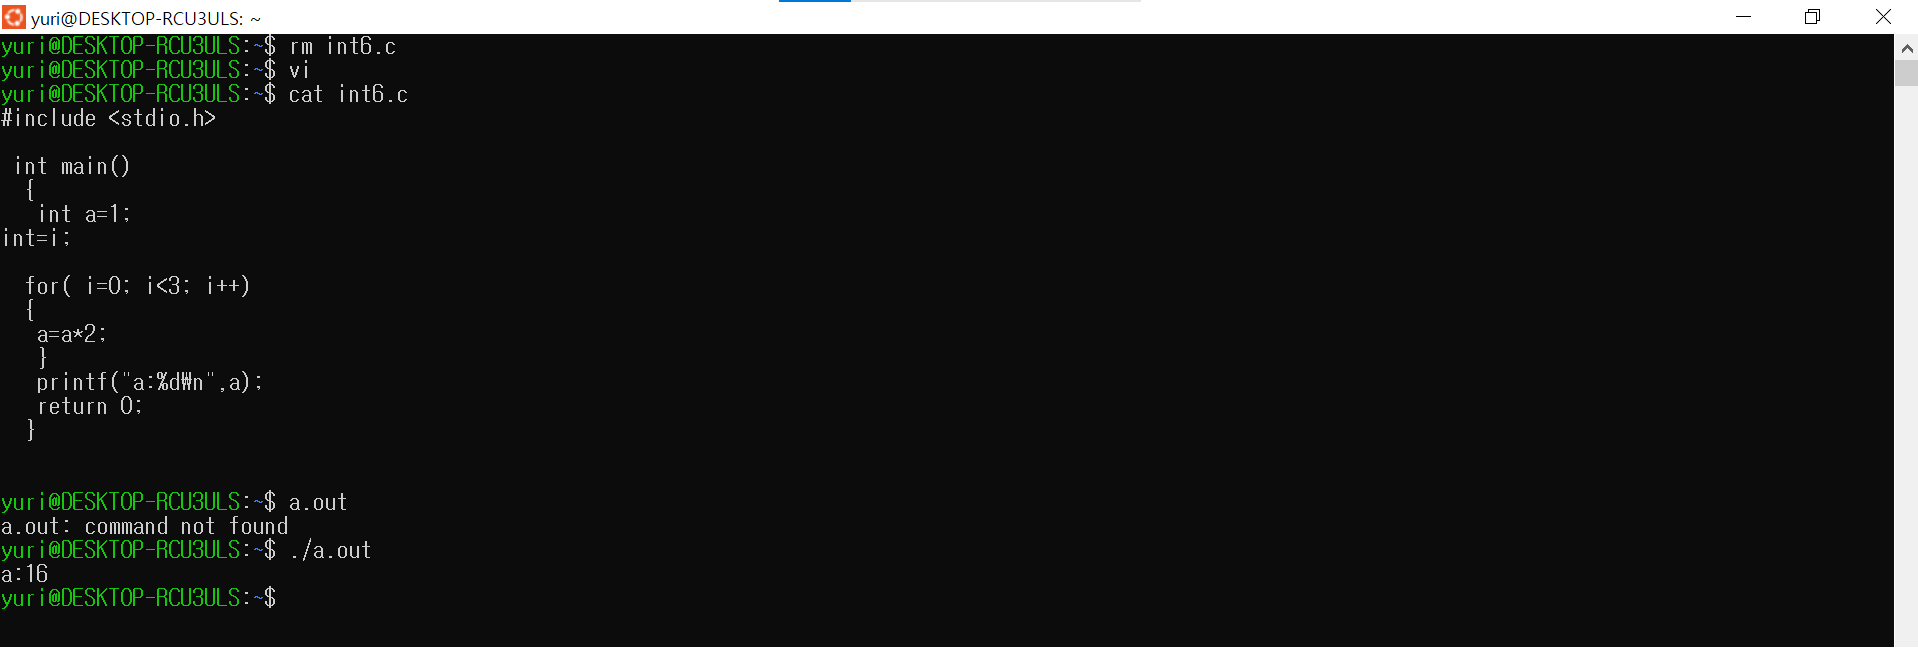 yuri@DESKTOP-RCU3ULS: ~
yuri@DESKTOP-RCU3ULS:~$ rm int6.c
yuri@DESKTOP-RCU3ULS:~$ vi
yuri@DESKTOP-RCU3ULS:~$ cat int6.c
#include <stdio.h>
int main()
{
int a=1;
int=i;
for( i=0; i<3; i++)
{
a=a*2;
}
printf("a:%d₩n",a);
return 0;
}
yuri@DESKTOP-RCU3ULS:~$ a.out
a.out: command not found
yuri@DESKTOP-RCU3ULS:~$ ./a.out
a:16
yuri@DESKTOP-RCU3ULS:~$